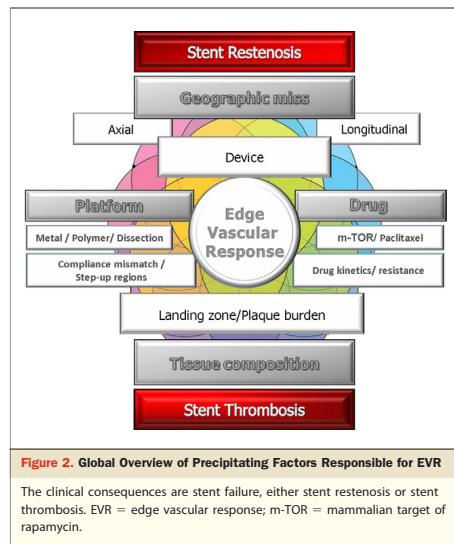 Stent Restenosis
Geographic miss
Axial
Longitudinal
Device
Platform
Drug
Edge
Vascular
Response
Metal / Polymer/ Dissection
m-TOR/ Paclitaxel
Compliance mismatch /
Step-up regions
Drug kinetics/ resistance
Landing zone/Plaque burden
Tissue composition
Stent Thrombosis
Figure 2. Global Overview of Precipitating Factors Responsible for EVR
The clinical consequences are stent failure, either stent restenosis or stent
thrombosis. EVR = edge vascular response; m-TOR = mammalian target of
rapamycin.